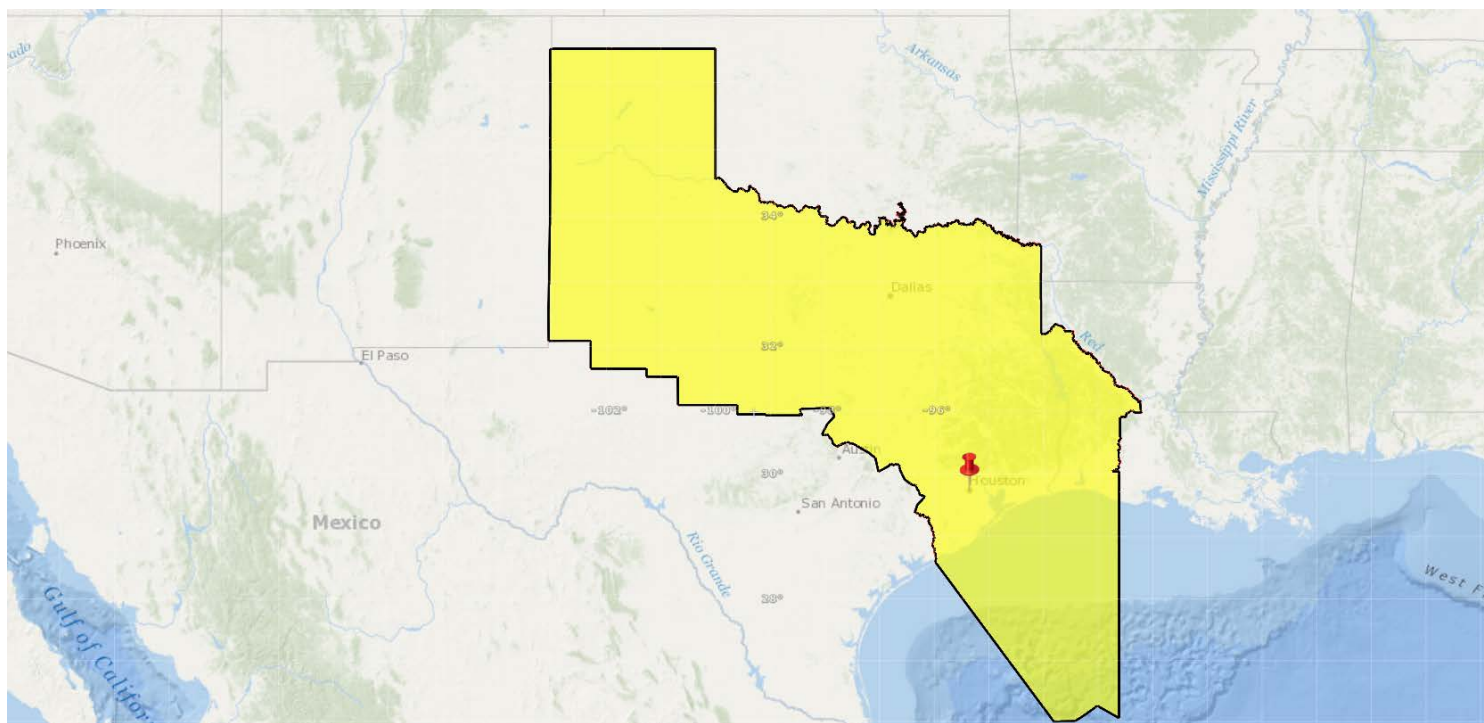 Arkansas
Mississippi River
Phoenix
34°
Dallas
Red
El Paso
32°
-102°
-100°
-96°
Austin
30°
Houston
San Antonio
Mexico
Rio Grande
28°
Gulf of Califor
West F